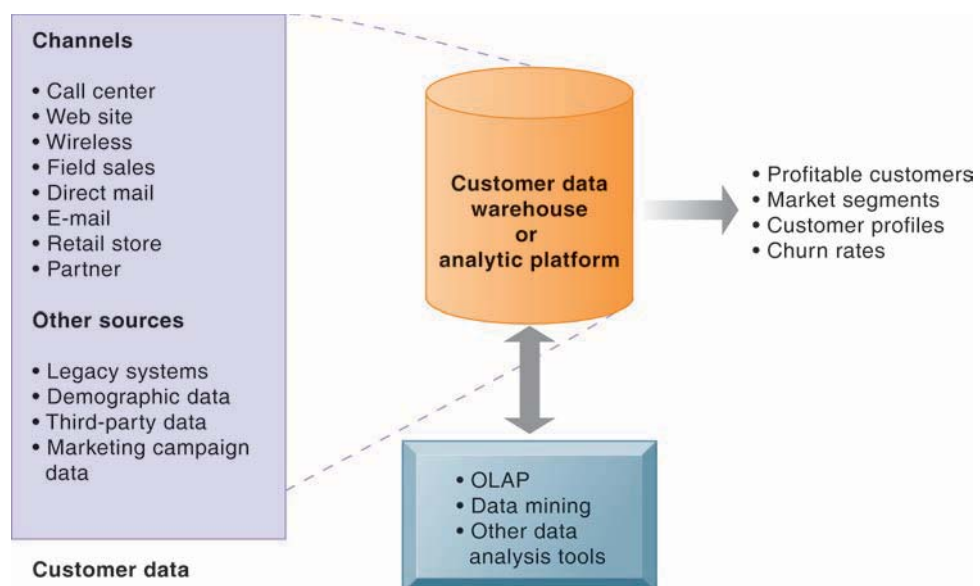 Channels
• Call center
• Web site
• Wireless
• Field sales
• Direct mail
• E-mail
• Retail store
• Partner
Other sources
• Legacy systems
• Demographic data
• Third-party data
• Marketing campaign
data
Customer data
Customer data
warehouse
or
analytic platform
• Profitable customers
• Market segments
• Customer profiles
• Churn rates
• OLAP
• Data mining
• Other data
analysis tools